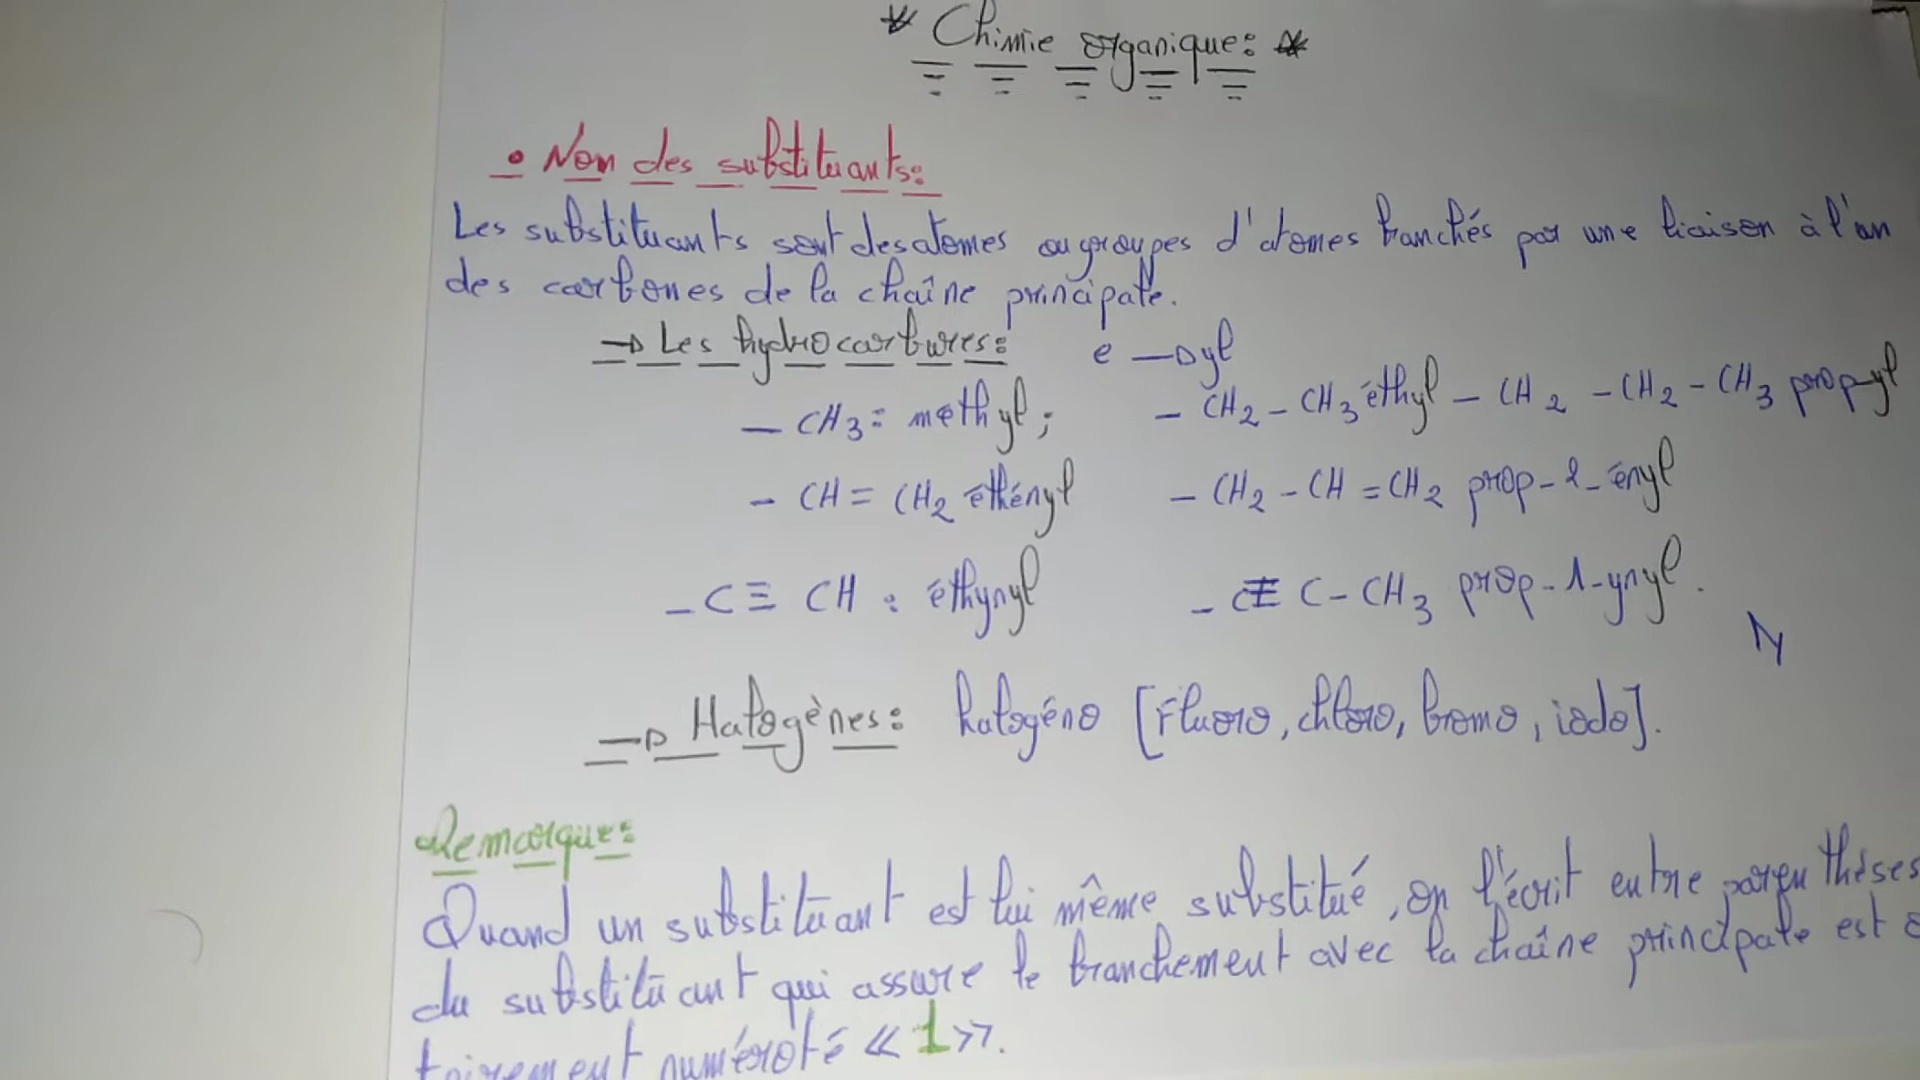 * Chimie organique: *
• Nom des substituants:
Les substituants sont des atomes ou groupes d'atomes branchés par une liaison à l'un
des carbones de la chaîne principale.
→ Les hydrocarbures: e → yl
- CH3: méthyl; - CH2 - CH3 éthyl - CH2 - CH2 - CH3 prop-yl
- CH = CH2 éthényl - CH2 - CH = CH2 prop-2-ényl
- C ≡ CH : éthynyl - C ≡ C - CH3 prop-1-ynyl.
N
→ Halogènes: halogéno [Fluoro, chloro, bromo, iodo].
Remarque:
Quand un substituant est lui même substitué, on l'écrit entre parenthèses
du substituant qui assure le branchement avec la chaîne principale est
numéroté « 1 ».